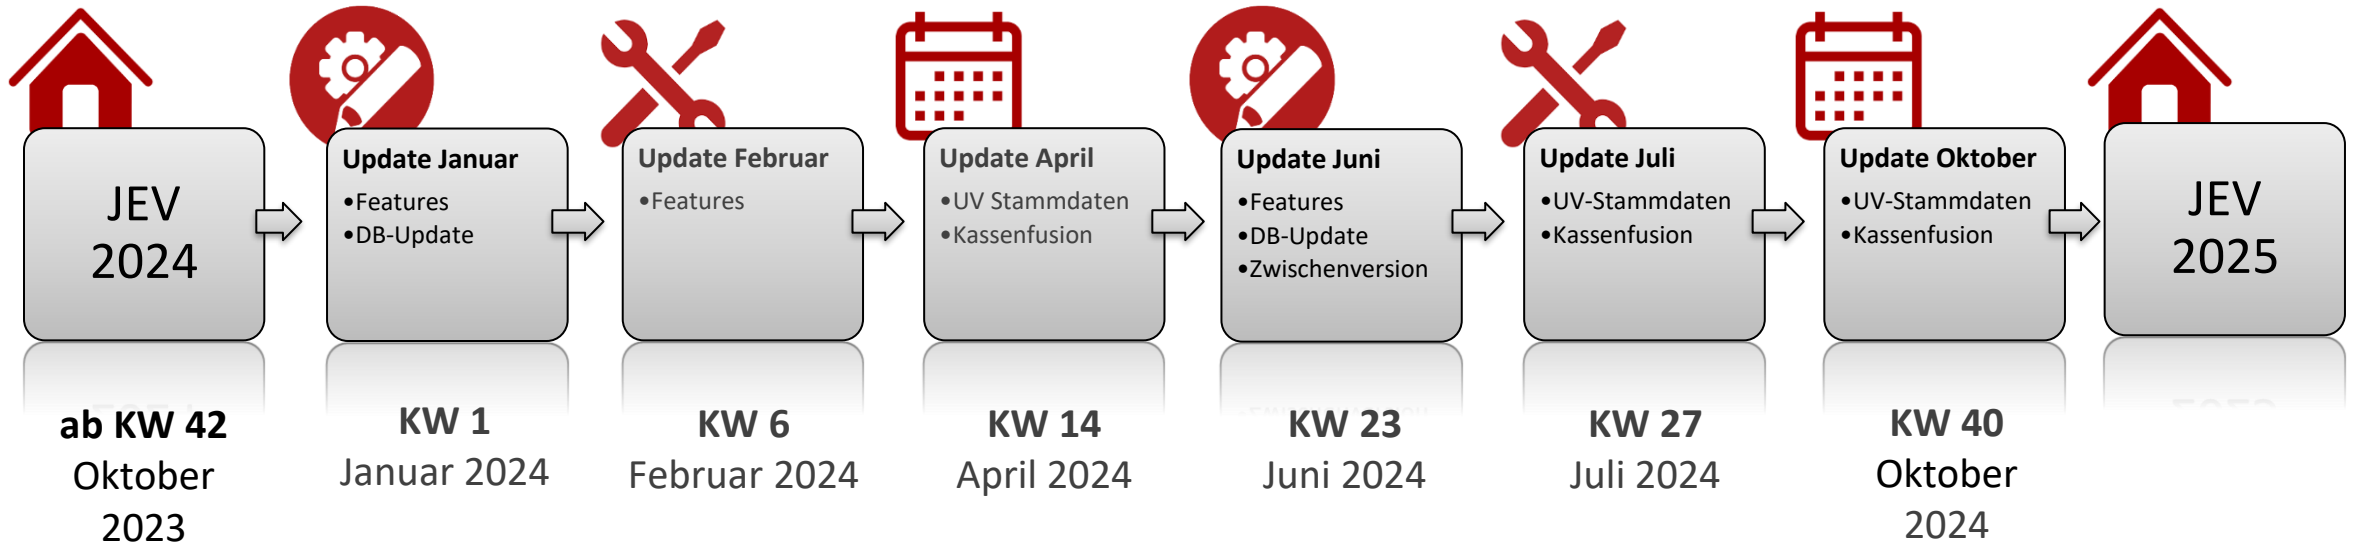 JEV
2024
ab KW 42
Oktober
2023
Update Januar
•Features
•DB-Update
KW 1
Januar 2024
Update Februar
•Features
KW 6
Februar 2024
Update April
•UV Stammdaten
•Kassenfusion
KW 14
April 2024
Update Juni
•Features
•DB-Update
•Zwischenversion
KW 23
Juni 2024
Update Juli
•UV-Stammdaten
•Kassenfusion
KW 27
Juli 2024
Update Oktober
•UV-Stammdaten
•Kassenfusion
KW 40
Oktober
2024
JEV
2025